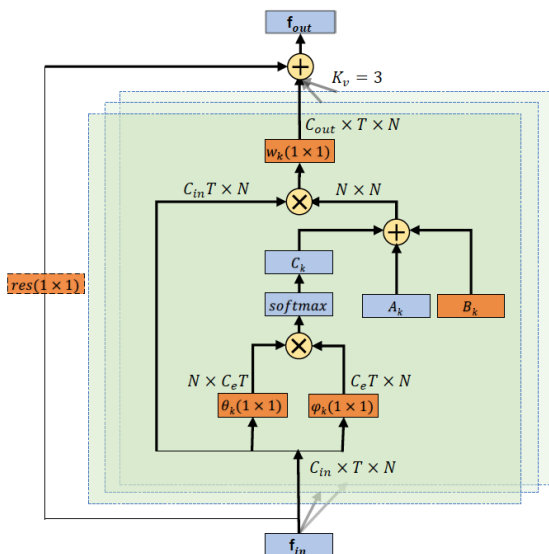 f_out
K_v = 3
C_out × T × N
w_k(1 × 1)
C_in T × N
N × N
C_k
res(1 × 1)
softmax
A_k
B_k
N × C_e T
C_e T × N
θ_k(1 × 1)
φ_k(1 × 1)
C_in × T × N
f_in